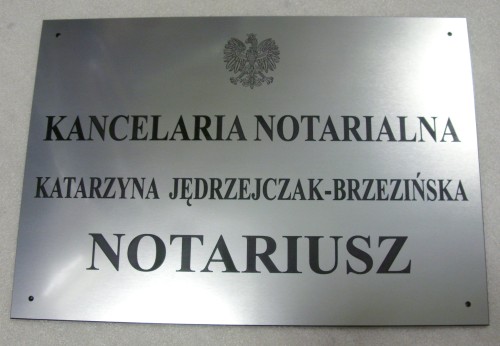 KANCELARIA NOTARIALNA
KATARZYNA JĘDRZEJCZAK-BRZEZIŃSKA
NOTARIUSZ